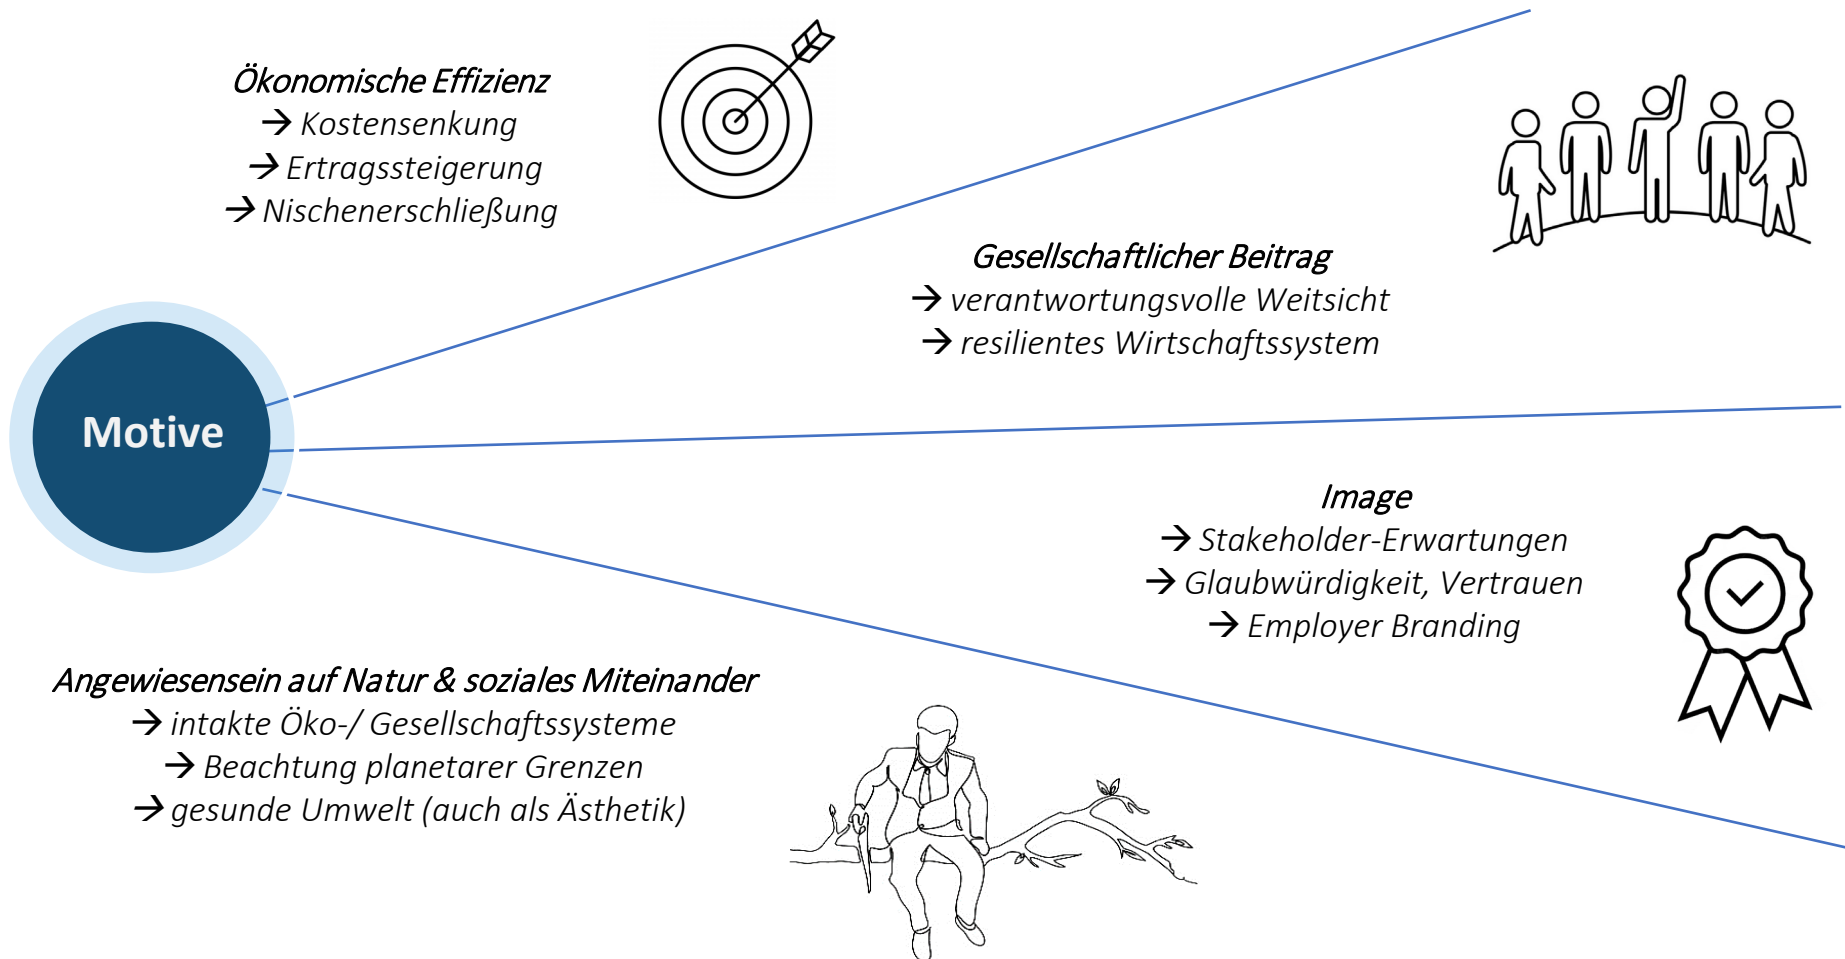 Ökonomische Effizienz
→ Kostensenkung
→ Ertragssteigerung
→ Nischenerschließung
Gesellschaftlicher Beitrag
→ verantwortungsvolle Weitsicht
→ resilientes Wirtschaftssystem
Motive
Image
→ Stakeholder-Erwartungen
→ Glaubwürdigkeit, Vertrauen
→ Employer Branding
Angewiesensein auf Natur & soziales Miteinander
→ intakte Öko-/ Gesellschaftssysteme
→ Beachtung planetarer Grenzen
→ gesunde Umwelt (auch als Ästhetik)